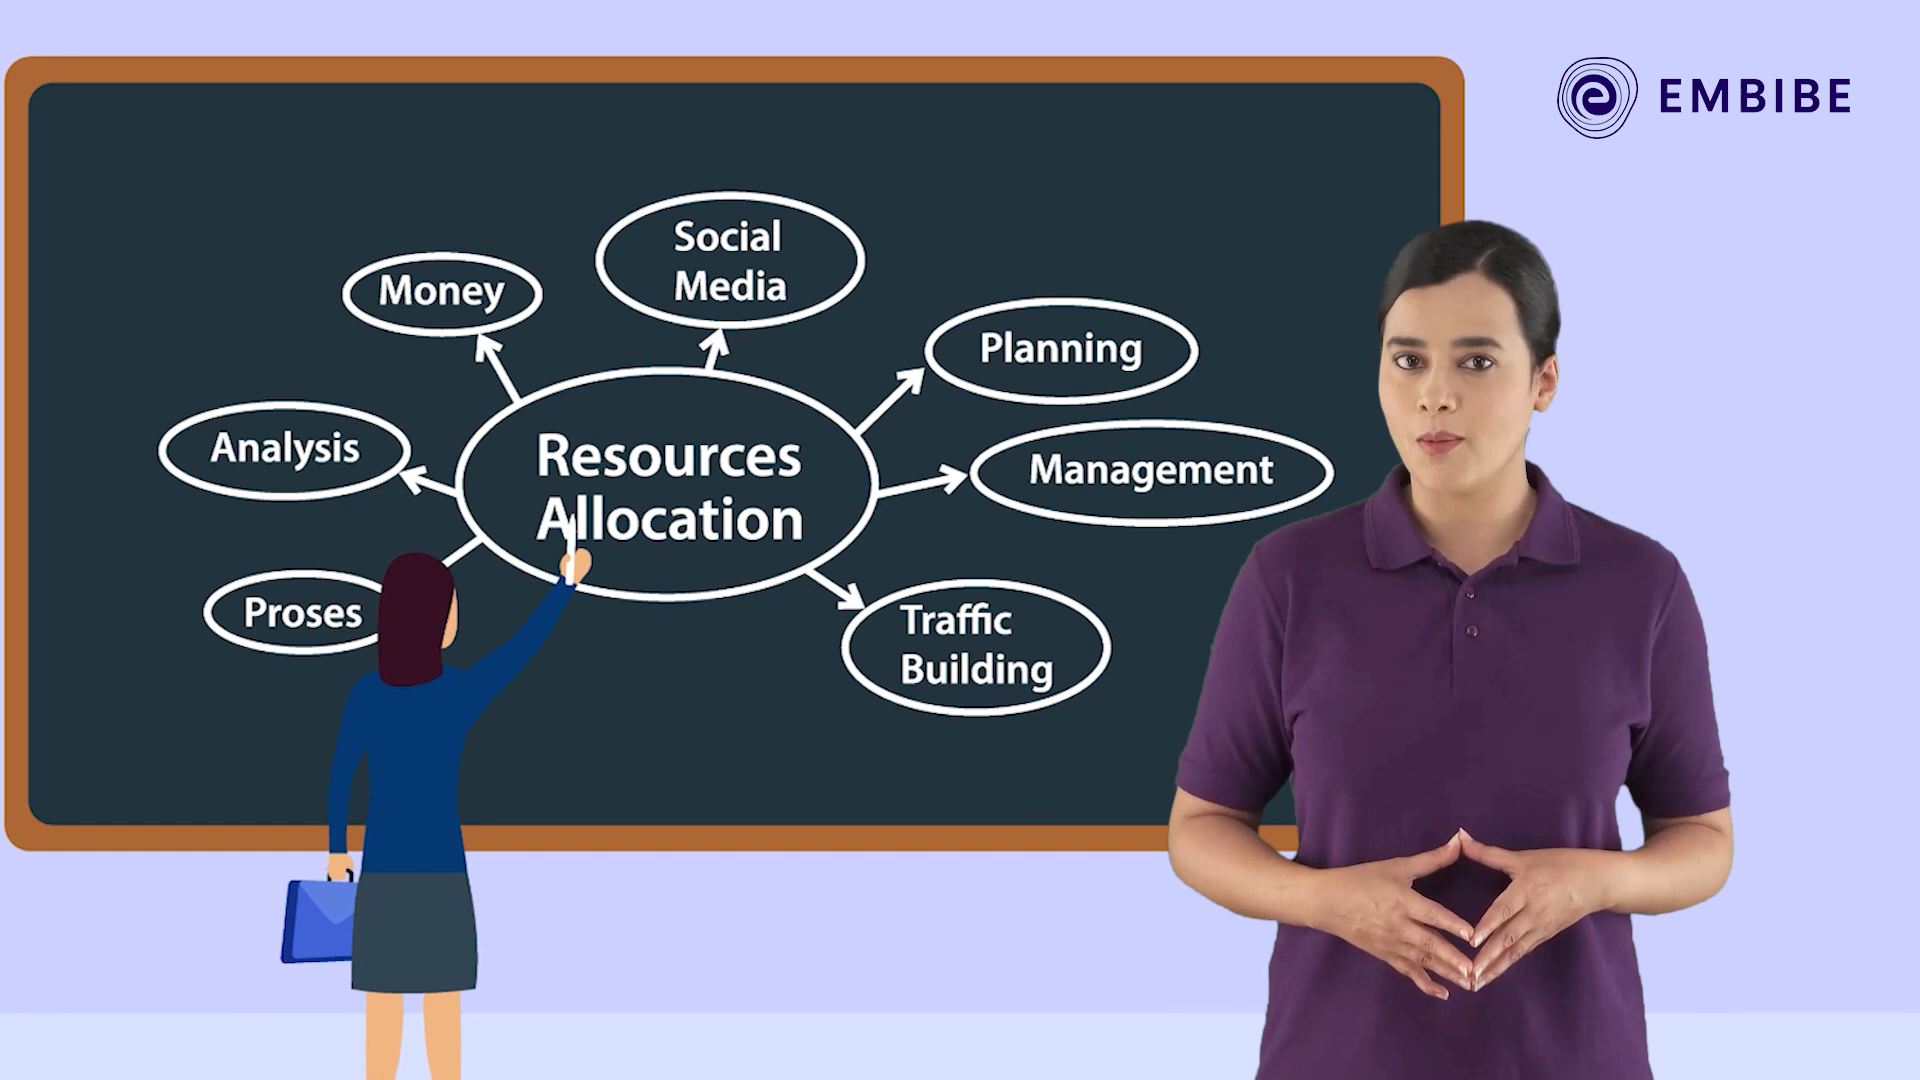 EMBIBE
Social
Media
Money
Planning
Analysis
Resources
Allocation
Management
Proses
Traffic
Building